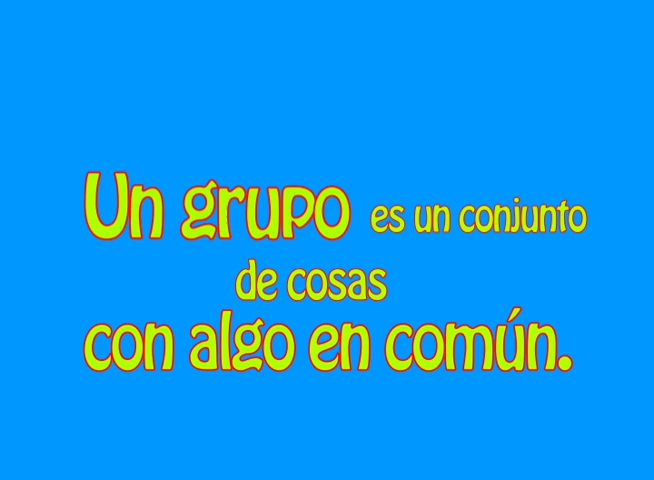 Un grupo es un conjunto
de cosas
con algo en común.